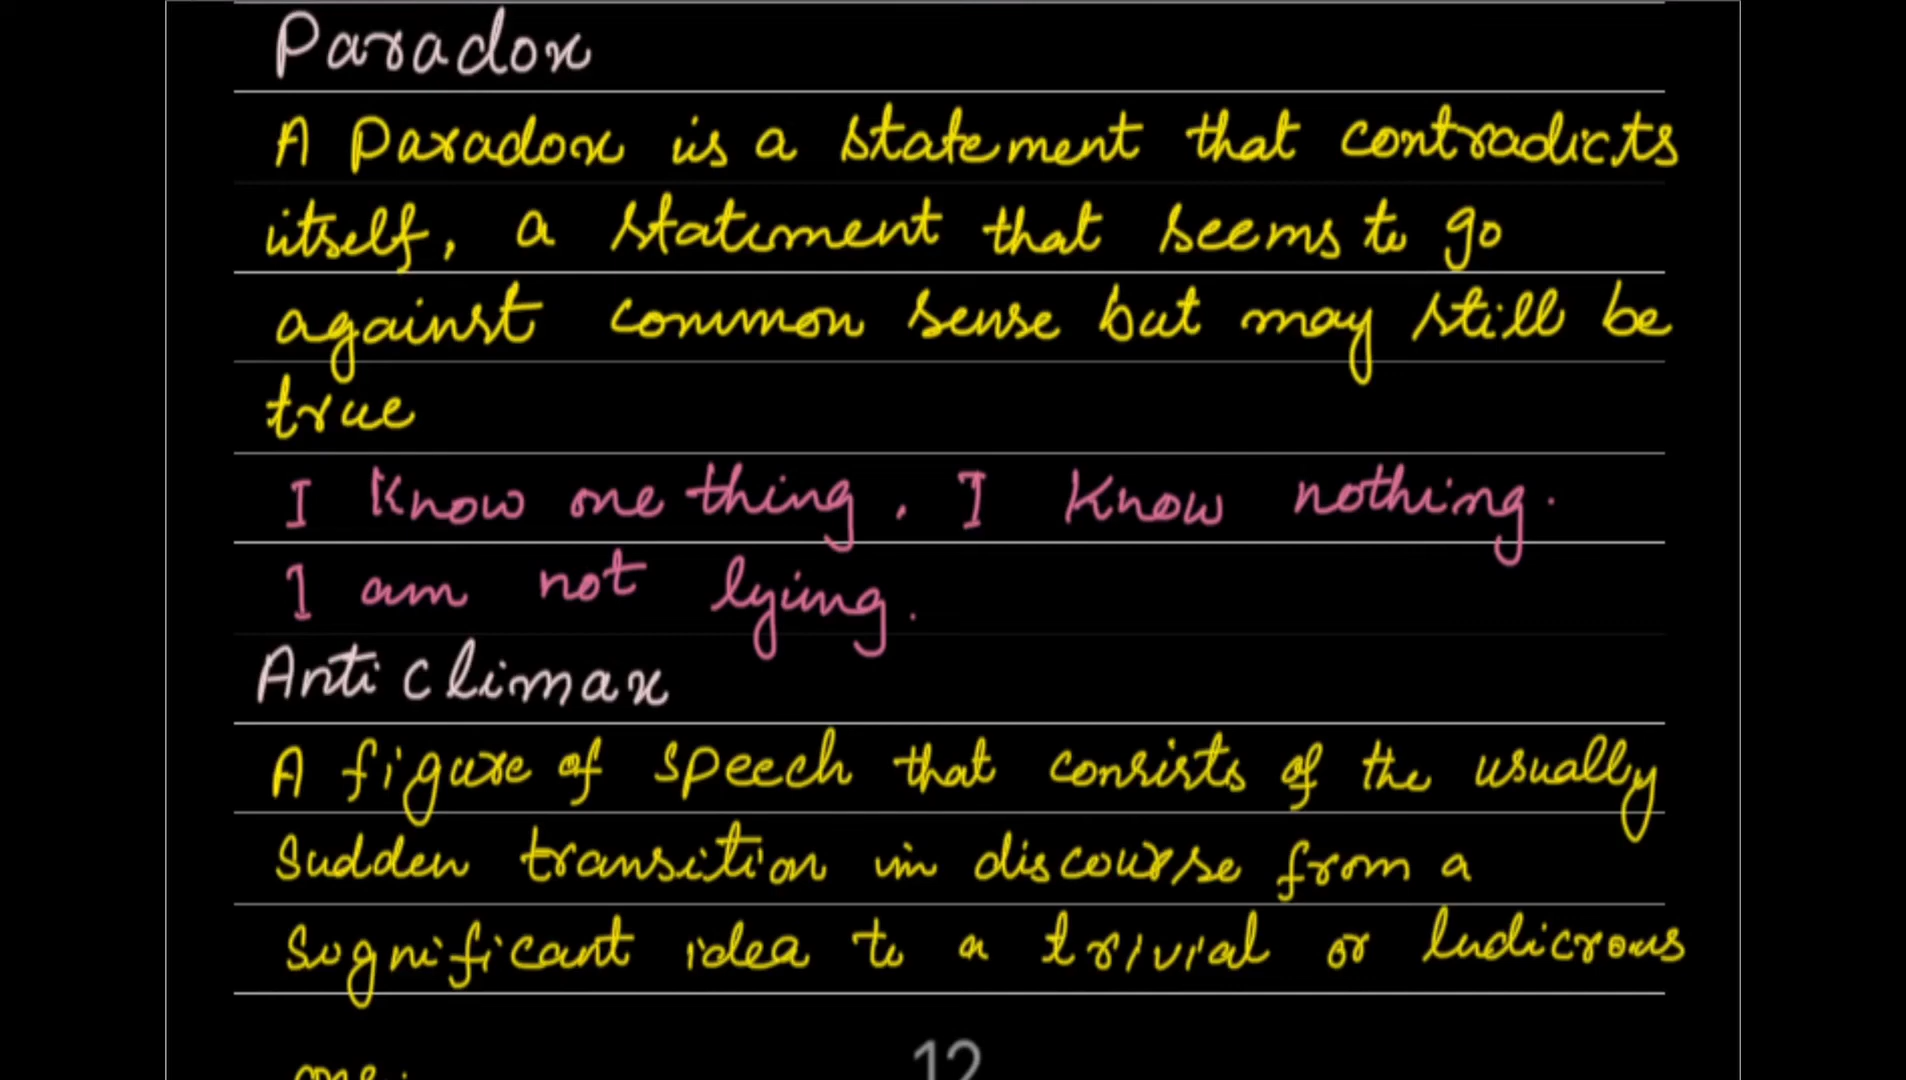 Paradox
A Paradox is a statement that contradicts
itself, a statement that seems to go
against common sense but may still be
true
I know one thing. I know nothing.
I am not lying.
Anticlimax
A figure of speech that consists of the usually
sudden transition in discourse from a
significant idea to a trivial or ludicrous
12